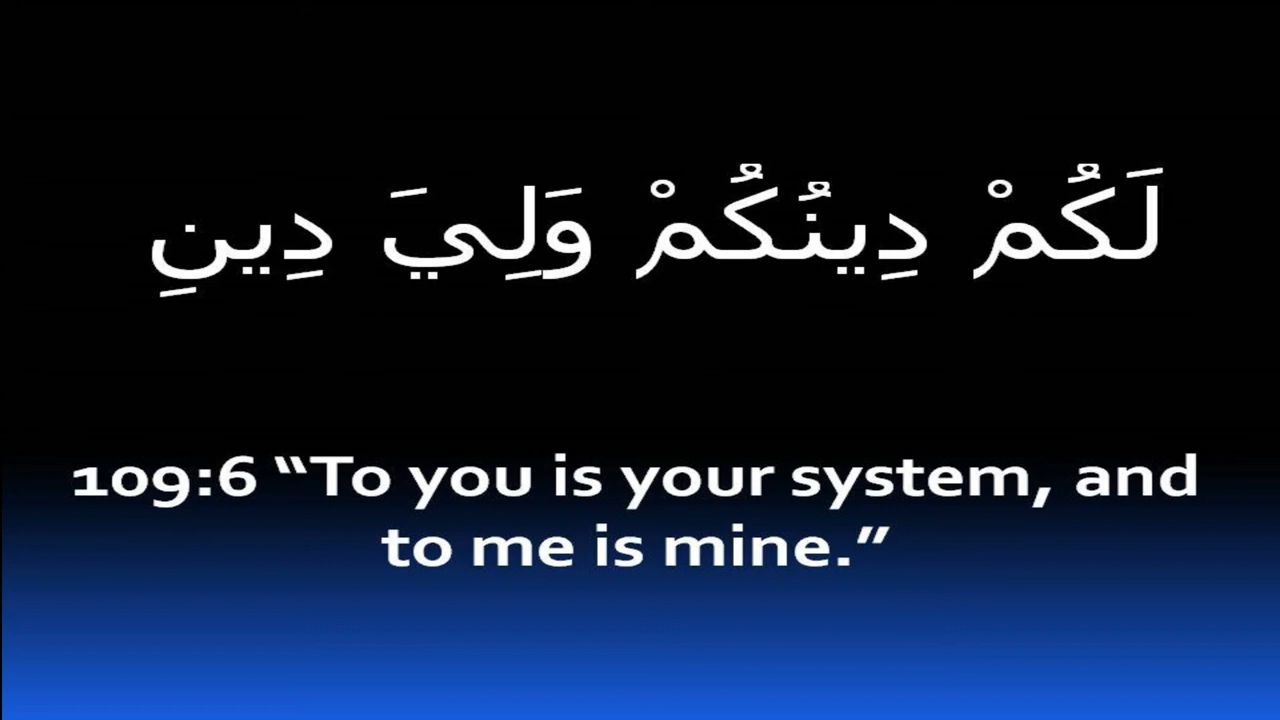 لَكُمْ دِينُكُمْ وَلِيَ دِينِ
109:6 “To you is your system, and
to me is mine.”